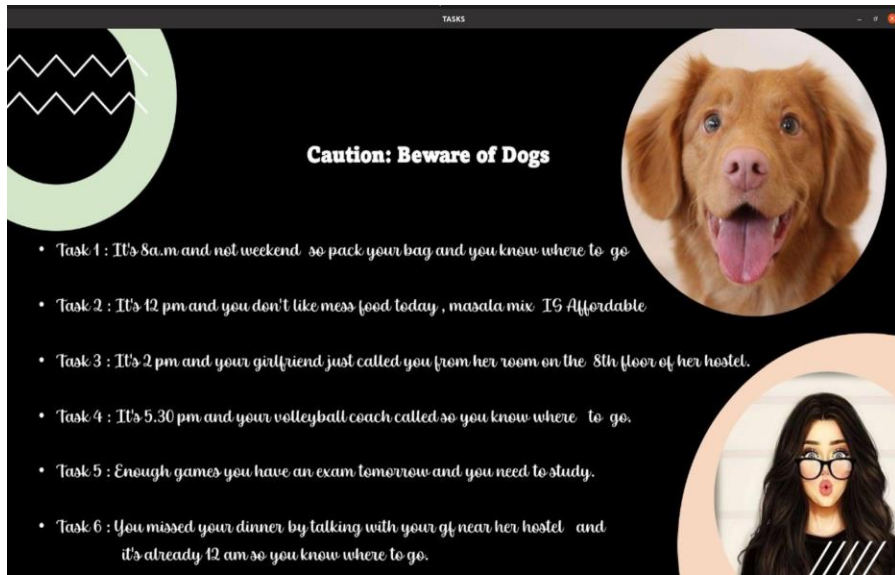 TASKS
Caution: Beware of Dogs
• Task 1 : It's 8a.m and not weekend so pack your bag and you know where to go
• Task 2 : It's 12 pm and you don't like mess food today , masala mix IS Affordable
• Task 3 : It's 2 pm and your girlfriend just called you from her room on the 8th floor of her hostel.
• Task 4 : It's 5.30 pm and your volleyball coach called so you know where to go.
• Task 5 : Enough games you have an exam tomorrow and you need to study.
• Task 6 : You missed your dinner by talking with your gf near her hostel and
it's already 12 am so you know where to go.